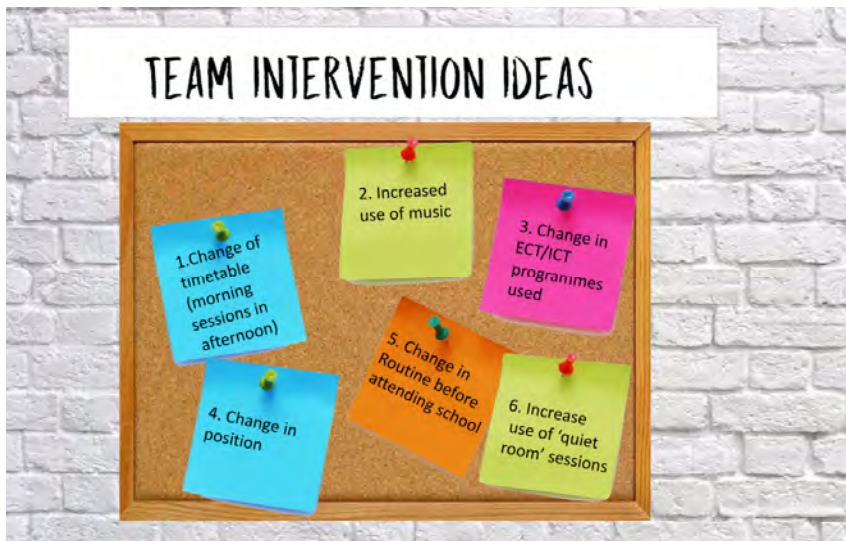 TEAM INTERVENTION IDEAS
1.Change of
timetable
(morning
sessions in
afternoon)
2. Increased
use of music
3. Change in
ECT/ICT
programmes
used
4. Change in
position
5. Change in
Routine before
attending school
6. Increase
use of ‘quiet
room’ sessions